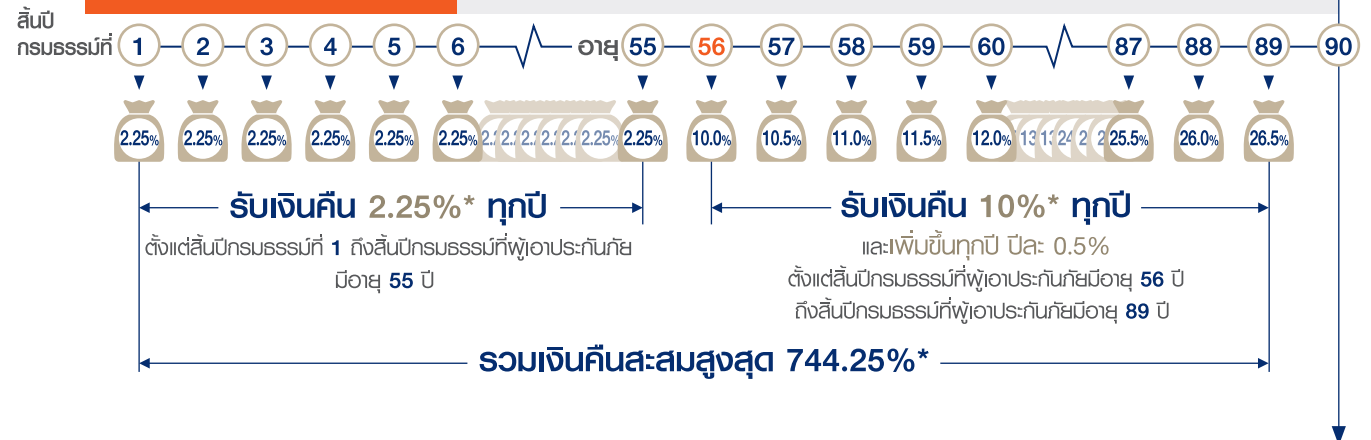 สิ้นปี
กรมธรรม์ที่ 1 2 3 4 5 6 อายุ 55 56 57 58 59 60 87 88 89 90
2.25% 2.25% 2.25% 2.25% 2.25% 2.25% 2.25% 2.25% 10.0% 10.5% 11.0% 11.5% 12.0% 25.5% 26.0% 26.5%
รับเงินคืน 2.25%* ทุกปี
ตั้งแต่สิ้นปีกรมธรรม์ที่ 1 ถึงสิ้นปีกรมธรรม์ที่ผู้เอาประกันภัย
มีอายุ 55 ปี
รับเงินคืน 10%* ทุกปี
และเพิ่มขึ้นทุกปี ปีละ 0.5%
ตั้งแต่สิ้นปีกรมธรรม์ที่ผู้เอาประกันภัยมีอายุ 56 ปี
ถึงสิ้นปีกรมธรรม์ที่ผู้เอาประกันภัยมีอายุ 89 ปี
รวมเงินคืนสะสมสูงสุด 744.25%*